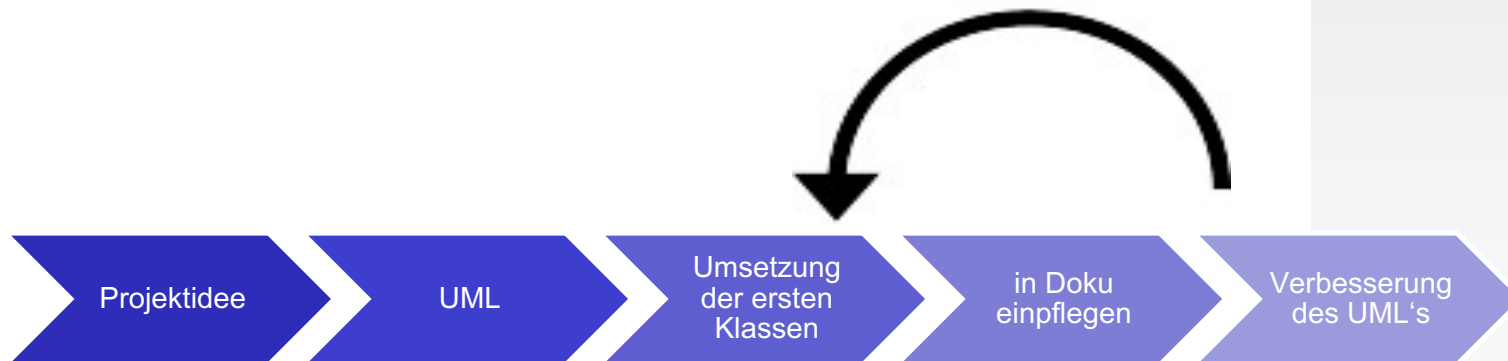 Projektidee
UML
Umsetzung
der ersten
Klassen
in Doku
einpflegen
Verbesserung
des UML‘s